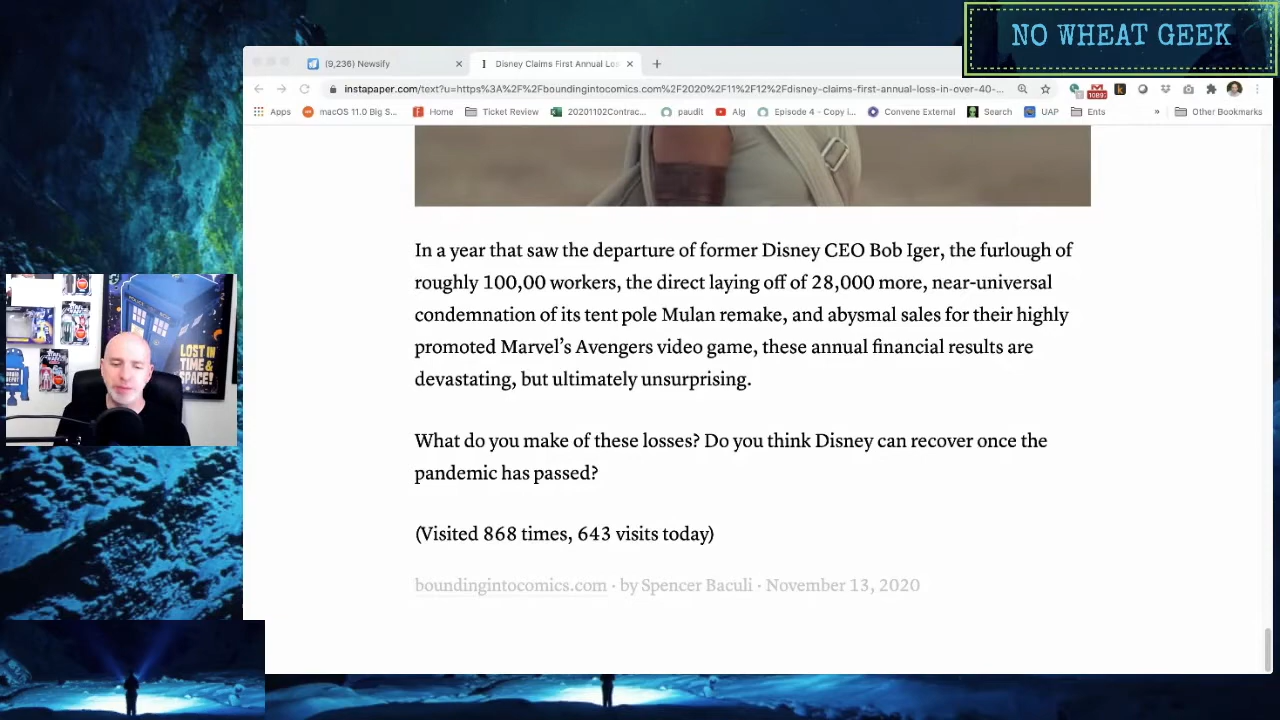 NO WHEAT GEEK
(9,236) Newsify
Disney Claims First Annual Los
instapaper.com/text?u=https%3A%2F%2Fboundingintocomics.com%2F2020%2F11%2F12%2Fdisney-claims-first-annual-loss-in-over-40-...
Apps
macOS 11.0 Big S...
Home
Ticket Review
20201102Contrac...
paudit
Alg
Episode 4 - Copy i...
Convene External
Search
UAP
Ents
»
Other Bookmarks
In a year that saw the departure of former Disney CEO Bob Iger, the furlough of
roughly 100,00 workers, the direct laying off of 28,000 more, near-universal
condemnation of its tent pole Mulan remake, and abysmal sales for their highly
promoted Marvel’s Avengers video game, these annual financial results are
devastating, but ultimately unsurprising.
What do you make of these losses? Do you think Disney can recover once the
pandemic has passed?
(Visited 868 times, 643 visits today)
boundingintocomics.com · by Spencer Baculi · November 13, 2020
LOST IN
TIME &
SPACE!